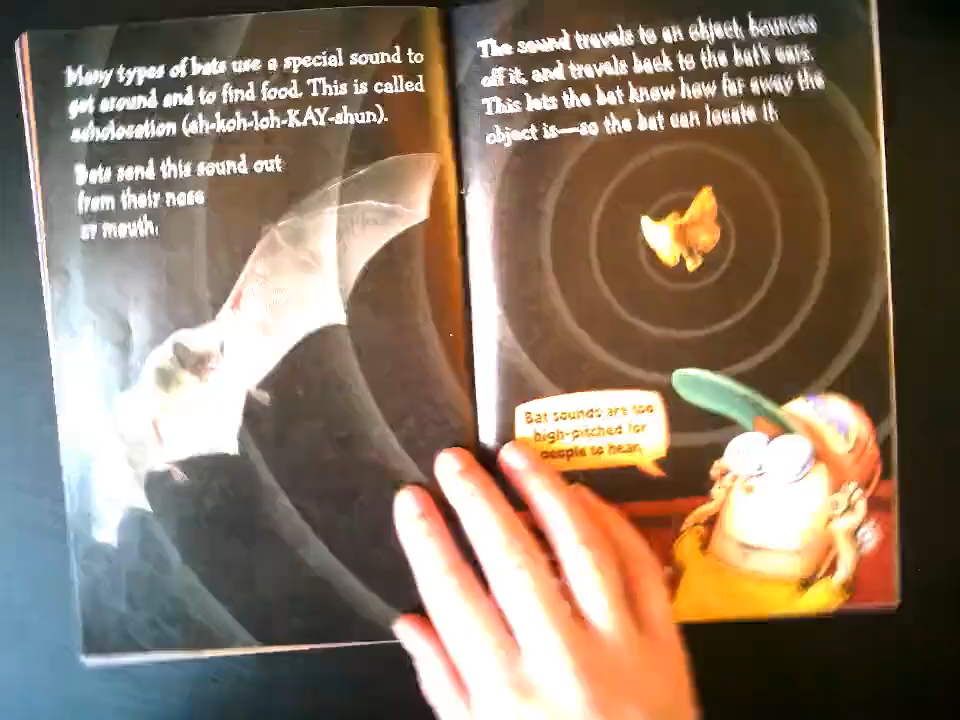 Many types of bats use a special sound to
get around and to find food. This is called
echolocation (eh-koh-loh-KAY-shun).
Bats send this sound out
from their nose
or mouth.
The sound travels to an object, bounces
off it, and travels back to the bat's ears.
This lets the bat know how far away the
object is—so the bat can locate it.
Bat sounds are too
high-pitched for
people to hear.